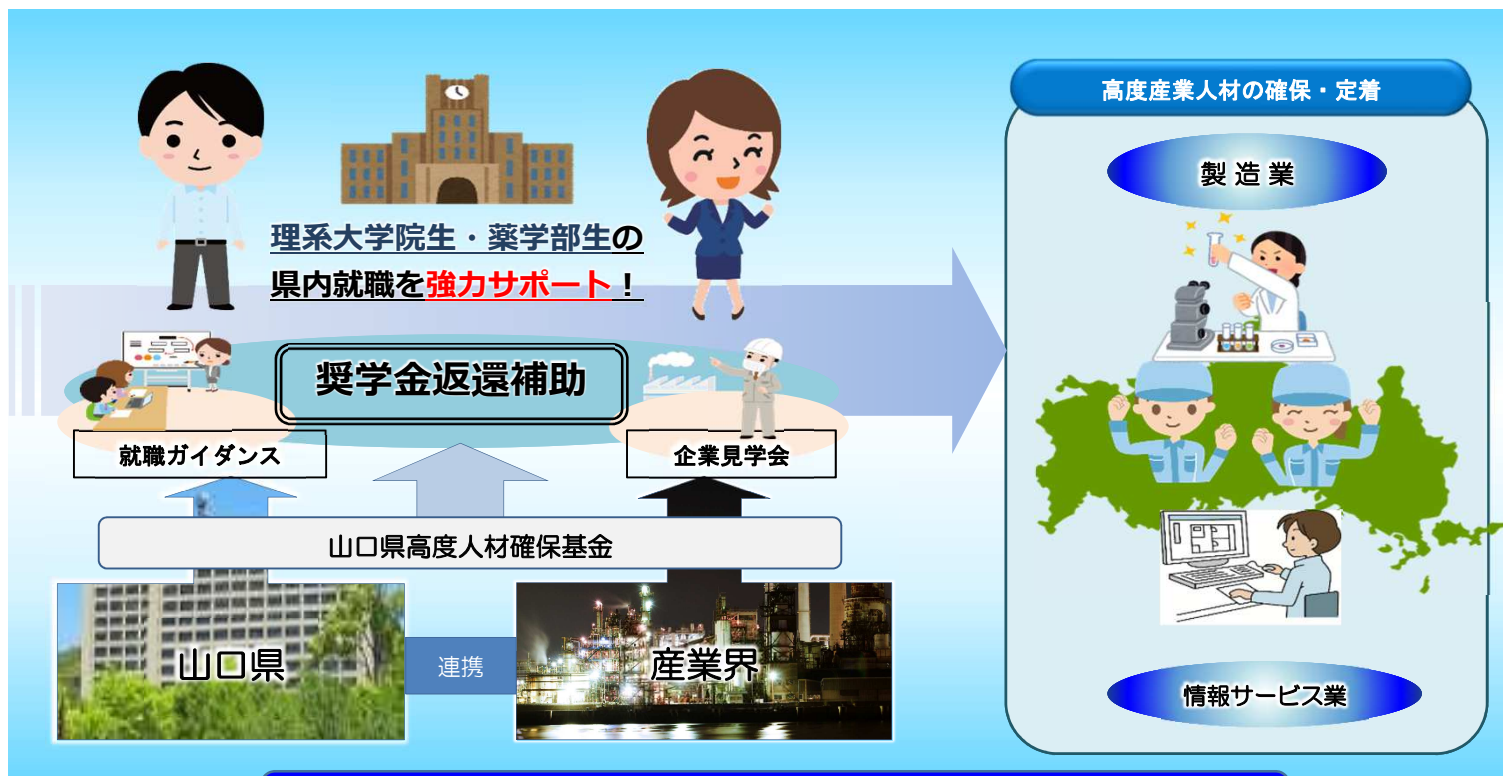 高度産業人材の確保・定着
製造業
理系大学院生・薬学部生の
県内就職を強力サポート！
奨学金返還補助
就職ガイダンス
企業見学会
山口県高度人材確保基金
山口県
連携
産業界
情報サービス業